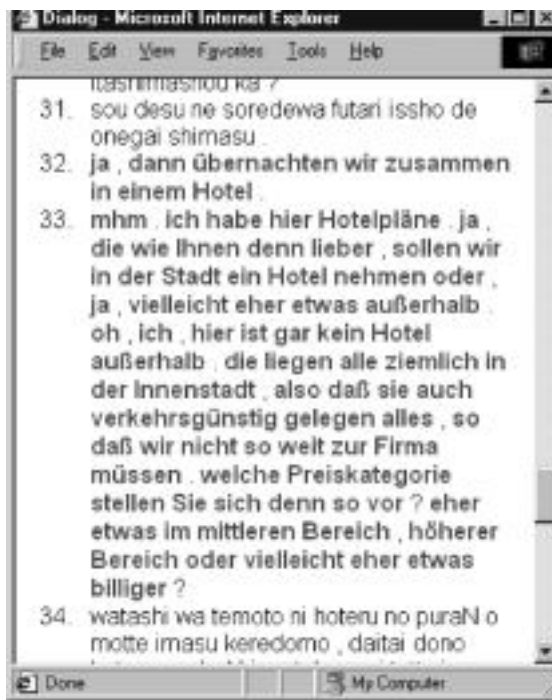 Dialog - Microsoft Internet Explorer
File Edit View Favorites Tools Help
itashimashou ka ?
31. sou desu ne soredewa futari issho de
onegai shimasu .
32. ja , dann übernachten wir zusammen
in einem Hotel .
33. mhm . ich habe hier Hotelpläne . ja ,
die wie Ihnen denn lieber , sollen wir
in der Stadt ein Hotel nehmen oder ,
ja , vielleicht eher etwas außerhalb .
oh , ich , hier ist gar kein Hotel
außerhalb . die liegen alle ziemlich in
der Innenstadt , also daß sie auch
verkehrsgünstig gelegen alles , so
daß wir nicht so weit zur Firma
müssen . welche Preiskategorie
stellen Sie sich denn so vor ? eher
etwas im mittleren Bereich , höherer
Bereich oder vielleicht eher etwas
billiger ?
34. watashi wa temoto ni hoteru no puraN o
motte imasu keredomo , daitai dono
Done My Computer